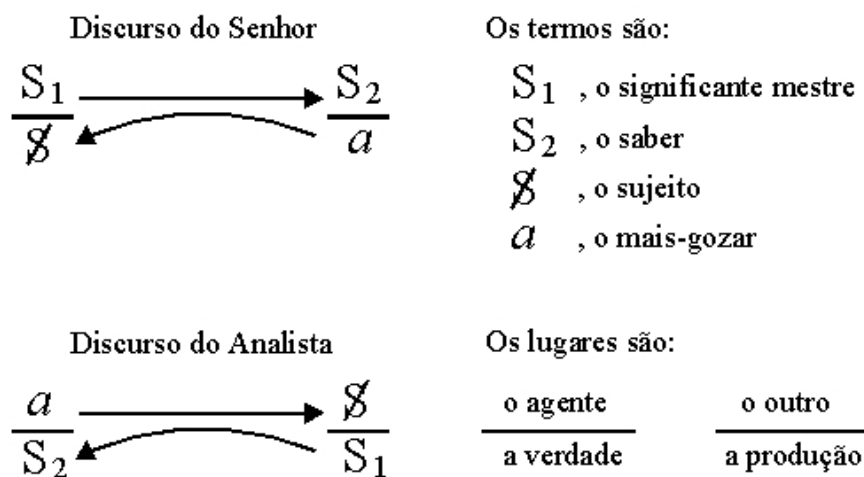 Discurso do Senhor
S₁ S₂
$ a
Os termos são:
S₁ , o significante mestre
S₂ , o saber
$ , o sujeito
a , o mais-gozar
Discurso do Analista
a $
S₂ S₁
Os lugares são:
o agente o outro
a verdade a produção